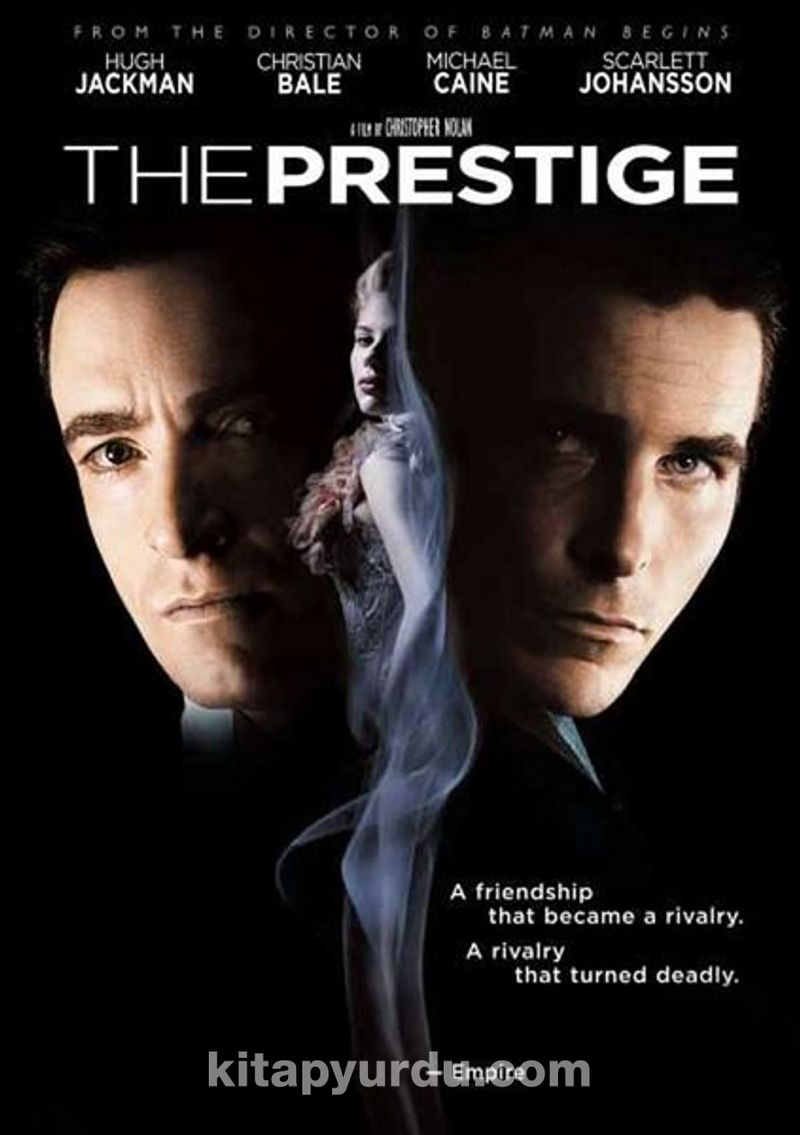 FROM THE DIRECTOR OF BATMAN BEGINS
HUGH JACKMAN
CHRISTIAN BALE
MICHAEL CAINE
SCARLETT JOHANSSON
A FILM BY CHRISTOPHER NOLAN
THE PRESTIGE
A friendship
that became a rivalry.
A rivalry
that turned deadly.
– Empire
kitapyurdu.com